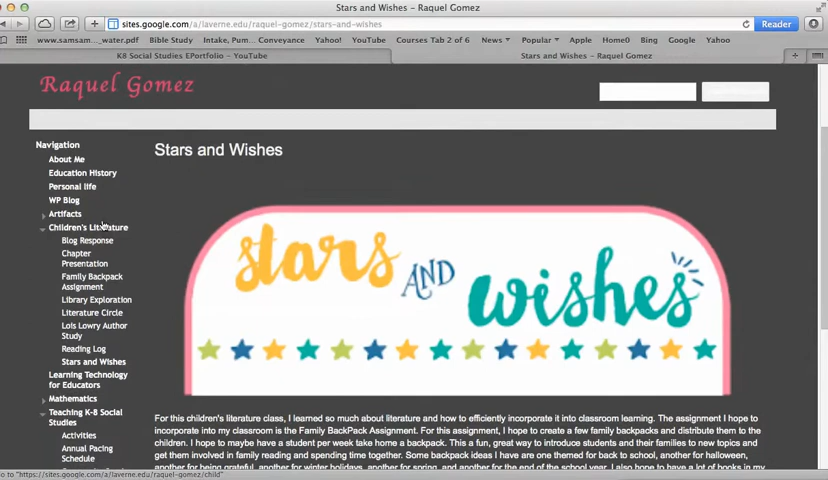 Stars and Wishes - Raquel Gomez
sites.google.com/a/laverne.edu/raquel-gomez/stars-and-wishes
Reader
www.samsam..._water.pdf Bible Study Intake, Pum... Conveyance Yahoo! YouTube Courses Tab 2 of 6 News Popular Apple Home0 Bing Google Yahoo
K8 Social Studies EPortfolio - YouTube
Stars and Wishes - Raquel Gomez
Raquel Gomez
Navigation
About Me
Education History
Personal life
WP Blog
Artifacts
Children's Literature
Blog Response
Chapter
Presentation
Family Backpack
Assignment
Library Exploration
Literature Circle
Lois Lowry Author
Study
Reading Log
Stars and Wishes
Learning Technology
for Educators
Mathematics
Teaching K-8 Social
Studies
Activities
Annual Pacing
Schedule
Stars and Wishes
stars AND wishes
For this children's literature class, I learned so much about literature and how to efficiently incorporate it into classroom learning. The assignment I hope to
incorporate into my classroom is the Family BackPack Assignment. For this assignment, I hope to create a few family backpacks and distribute them to the
children. I hope to maybe have a student per week take home a backpack. This a fun, great way to introduce students and their families to new topics and
get them involved in family reading and spending time together. Some backpack ideas I have are one themed for back to school, another for halloween,
another for being grateful, another for winter holidays, another for spring, and another for the end of the school year. I also hope to have a lot of books in my
o to "https://sites.google.com/a/laverne.edu/raquel-gomez/child"